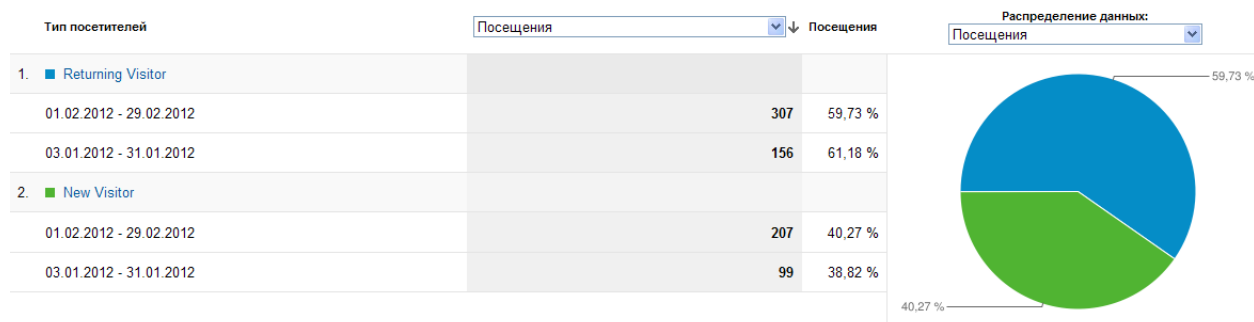 Тип посетителей Посещения Посещения Распределение данных:
Посещения
1. Returning Visitor
59,73 %
01.02.2012 - 29.02.2012 307 59,73 %
03.01.2012 - 31.01.2012 156 61,18 %
2. New Visitor
01.02.2012 - 29.02.2012 207 40,27 %
03.01.2012 - 31.01.2012 99 38,82 %
40,27 %